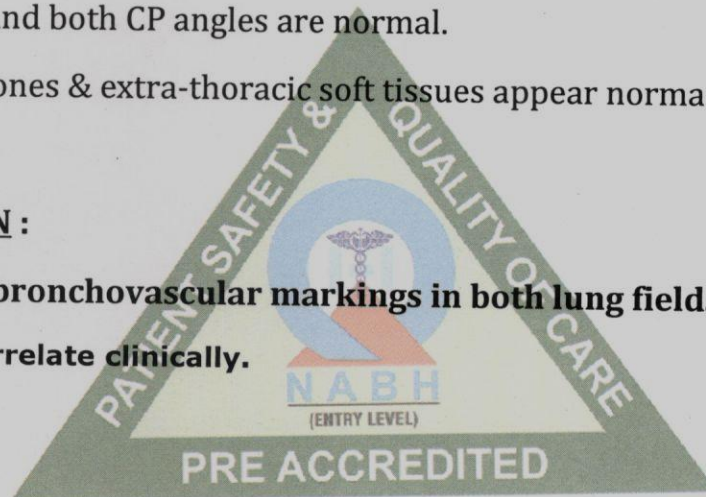 nd both CP angles are normal.
ones & extra-thoracic soft tissues appear norma
N :
bronchovascular markings in both lung field
rrelate clinically.
PATIENT SAFETY &
QUALITY OF CARE
NABH
(ENTRY LEVEL)
PRE ACCREDITED